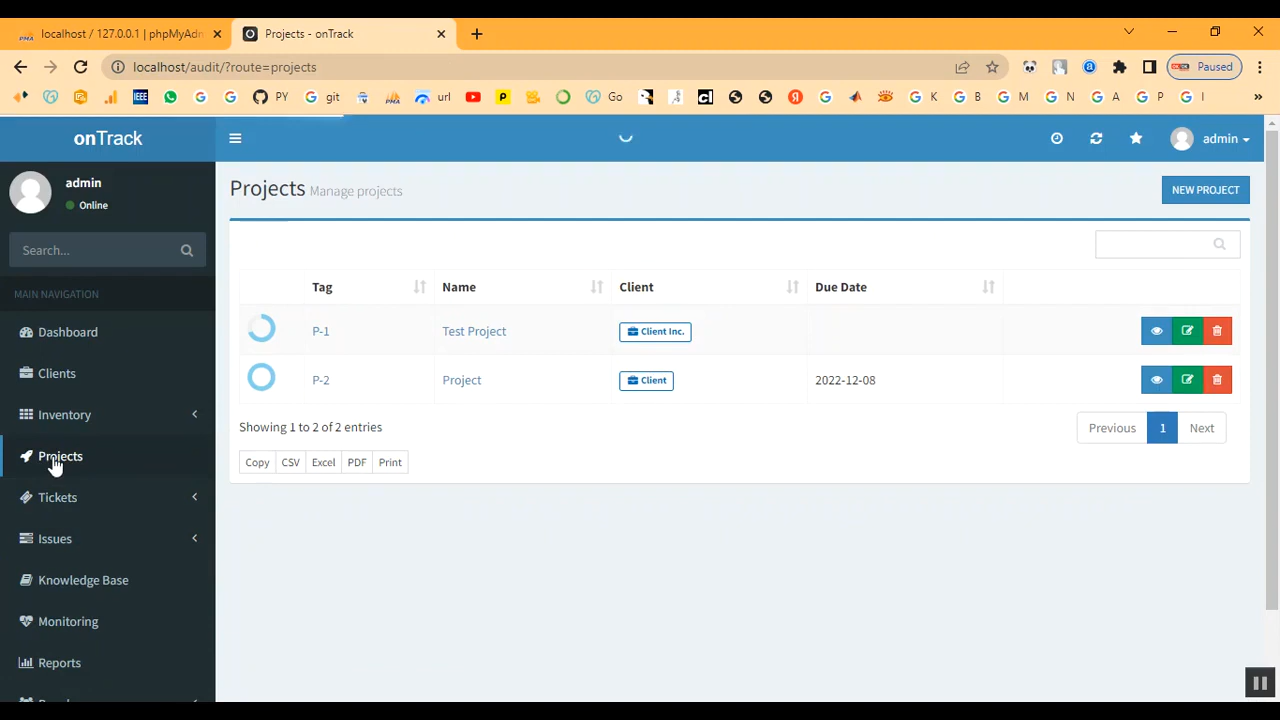 localhost / 127.0.0.1 | phpMyAdn
Projects - onTrack
localhost/audit/?route=projects
Paused
IEEE
G
G
PY
G git
url
G
Go
G
G K
G B
G M
G N
G A
G P
G I
»
onTrack
admin
admin
Online
Search...
MAIN NAVIGATION
Dashboard
Clients
Inventory
Projects
Tickets
Issues
Knowledge Base
Monitoring
Reports
Projects Manage projects
NEW PROJECT
Tag Name Client Due Date
P-1 Test Project Client Inc.
P-2 Project Client 2022-12-08
Showing 1 to 2 of 2 entries
Previous 1 Next
Copy CSV Excel PDF Print